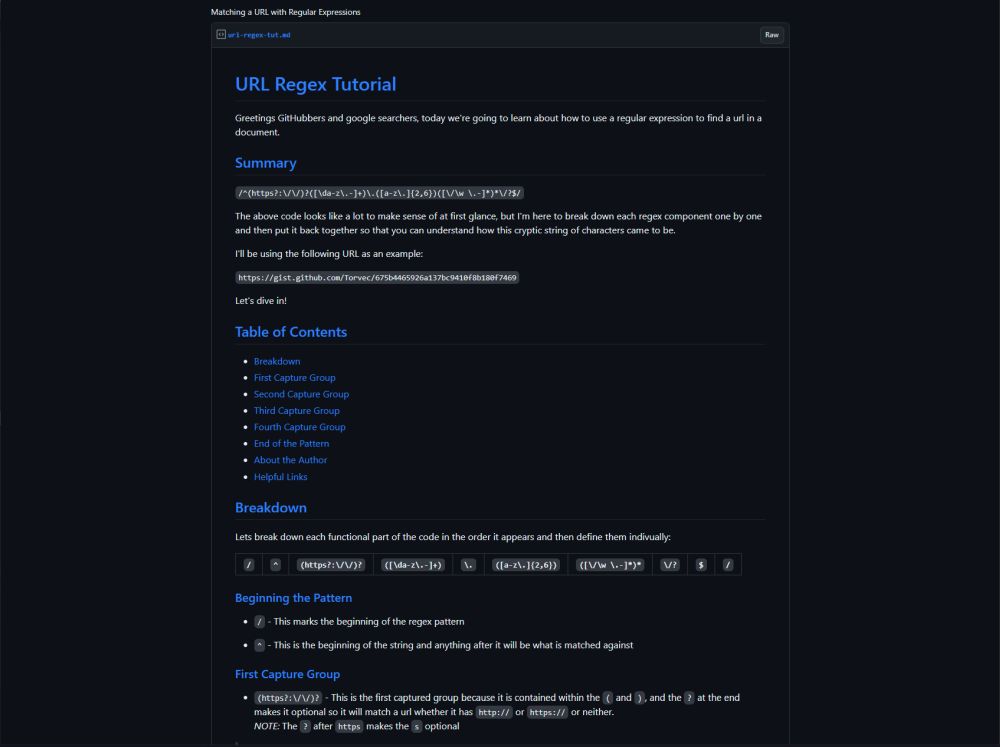 Matching a URL with Regular Expressions
url-regex-tut.md
Raw
URL Regex Tutorial
Greetings GitHubbers and google searchers, today we're going to learn about how to use a regular expression to find a url in a
document.
Summary
/^(https?:\/\/)?([\da-z\.-]+)\.([a-z\.]{2,6})([\/\w \.-]*)*\/?$/
The above code looks like a lot to make sense of at first glance, but I'm here to break down each regex component one by one
and then put it back together so that you can understand how this cryptic string of characters came to be.
I'll be using the following URL as an example:
https://gist.github.com/Torvec/675b4465926a137bc9410f8b180f7469
Let's dive in!
Table of Contents
• Breakdown
• First Capture Group
• Second Capture Group
• Third Capture Group
• Fourth Capture Group
• End of the Pattern
• About the Author
• Helpful Links
Breakdown
Lets break down each functional part of the code in the order it appears and then define them indivually:
/ ^ (https?:\/\/)? ([\da-z\.-]+) \. ([a-z\.]{2,6}) ([\/\w \.-]*)* \/? $ /
Beginning the Pattern
• / - This marks the beginning of the regex pattern
• ^ - This is the beginning of the string and anything after it will be what is matched against
First Capture Group
• (https?:\/\/)? - This is the first captured group because it is contained within the ( and ), and the ? at the end
makes it optional so it will match a url whether it has http:// or https:// or neither.
NOTE: The ? after https makes the s optional